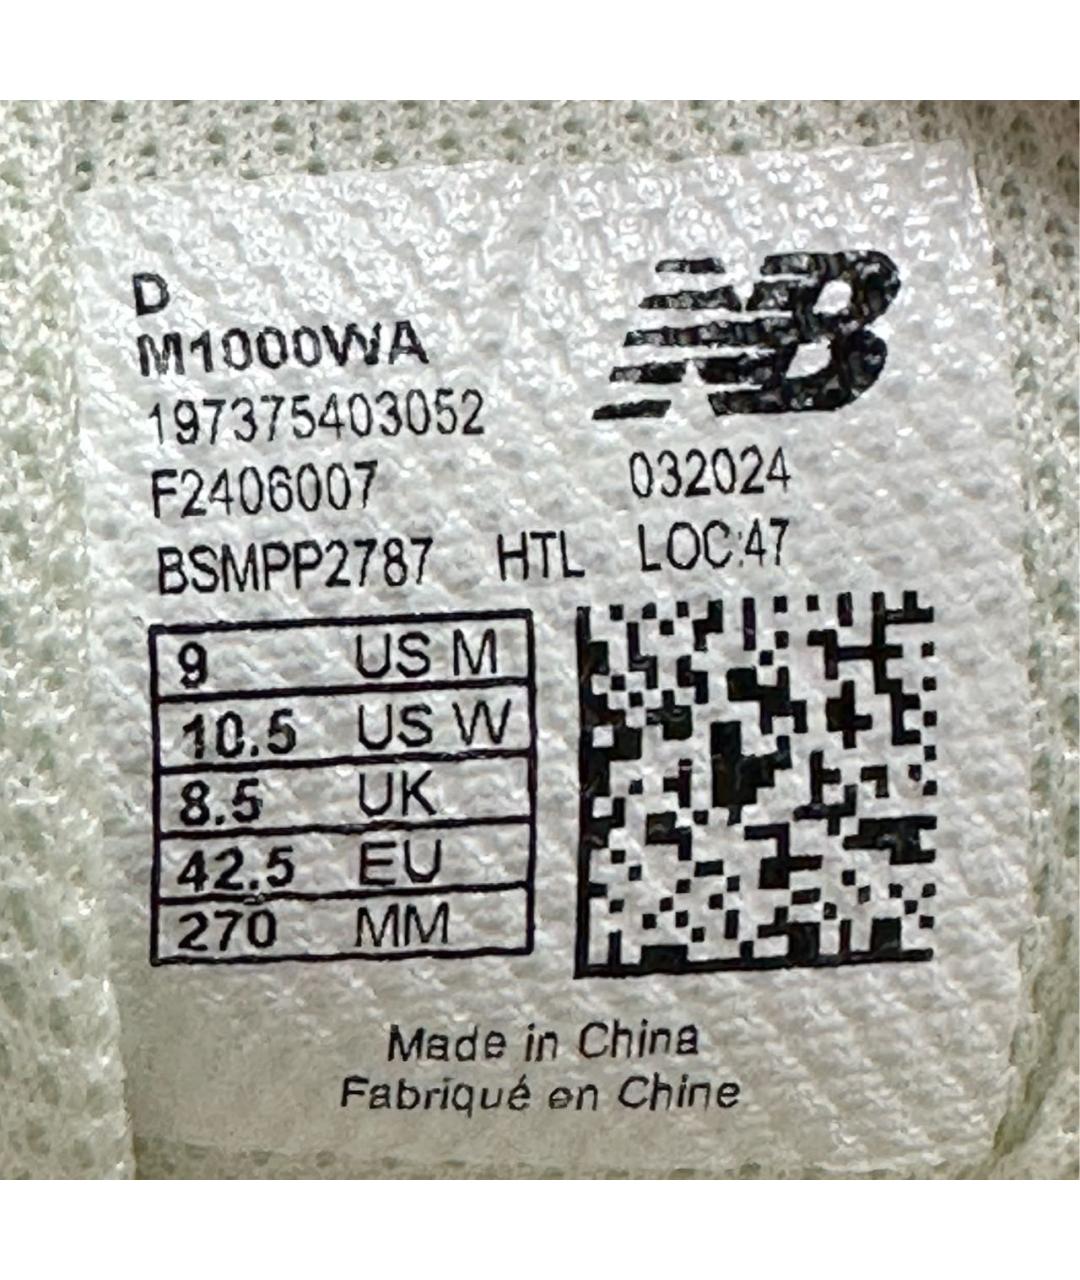 D
M1000WA
197375403052
F2406007 032024
BSMPP2787 HTL LOC:47
9 US M
10.5 US W
8.5 UK
42.5 EU
270 MM
Made in China
Fabriqué en Chine